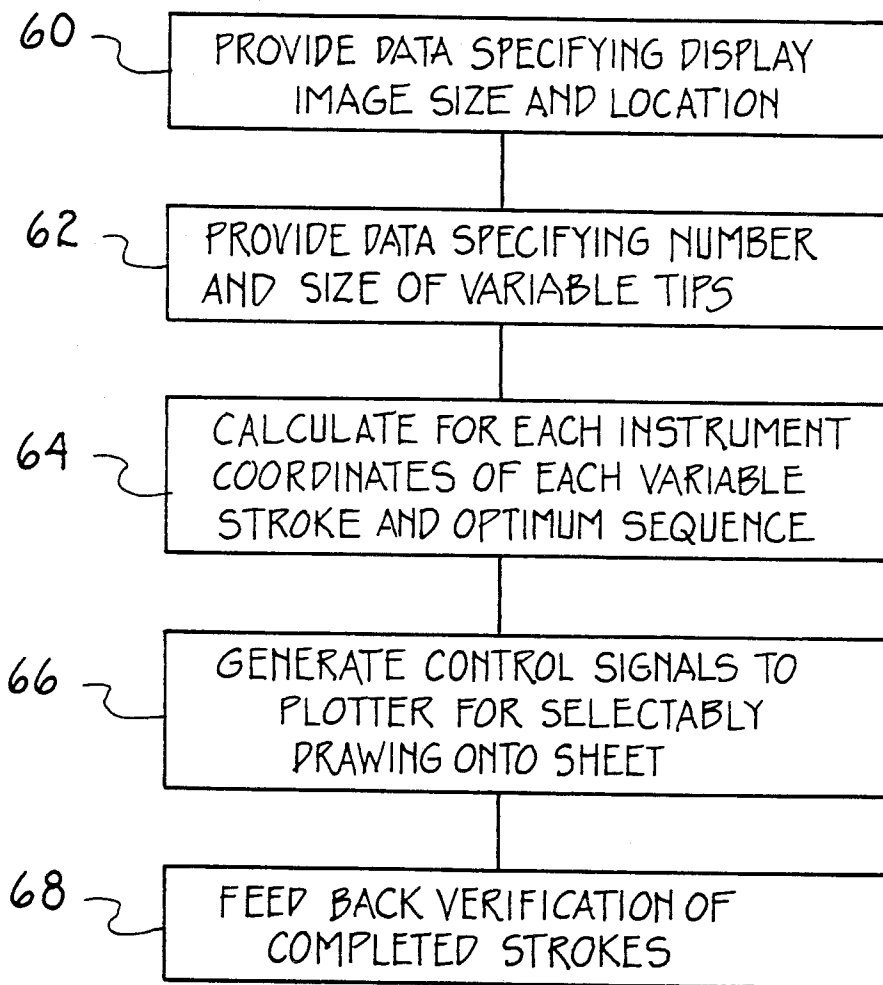 60
PROVIDE DATA SPECIFYING DISPLAY
IMAGE SIZE AND LOCATION
62
PROVIDE DATA SPECIFYING NUMBER
AND SIZE OF VARIABLE TIPS
64
CALCULATE FOR EACH INSTRUMENT
COORDINATES OF EACH VARIABLE
STROKE AND OPTIMUM SEQUENCE
66
GENERATE CONTROL SIGNALS TO
PLOTTER FOR SELECTABLY
DRAWING ONTO SHEET
68
FEED BACK VERIFICATION OF
COMPLETED STROKES